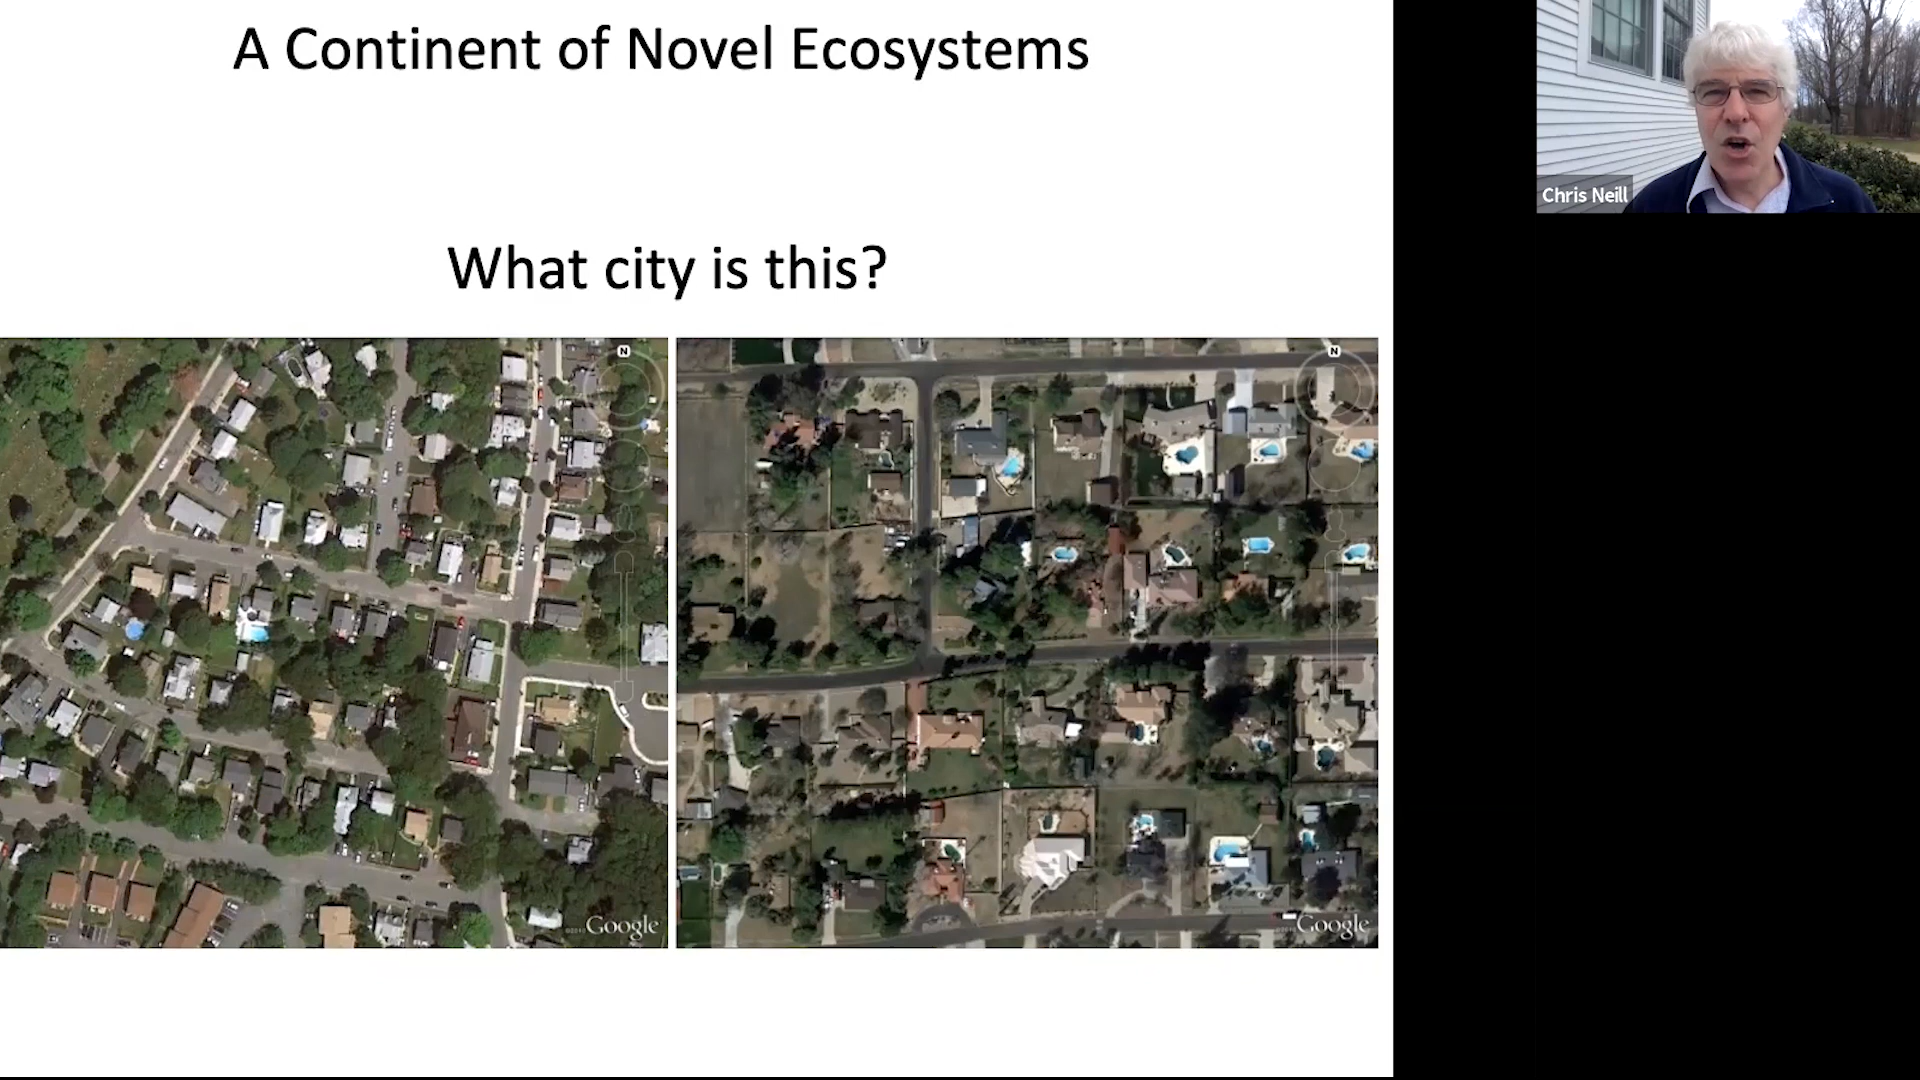 A Continent of Novel Ecosystems
Chris Neill
What city is this?
N
N
Google
Google